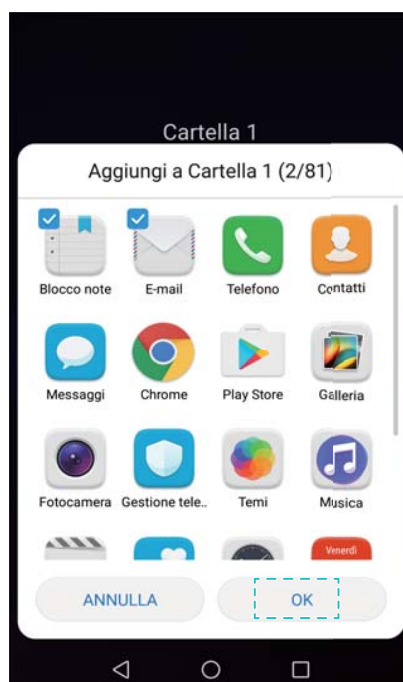 Cartella 1
Aggiungi a Cartella 1 (2/81)
Blocco note E-mail Telefono Contatti
Messaggi Chrome Play Store Galleria
Fotocamera Gestione tele.. Temi Musica
Venerdì
ANNULLA OK